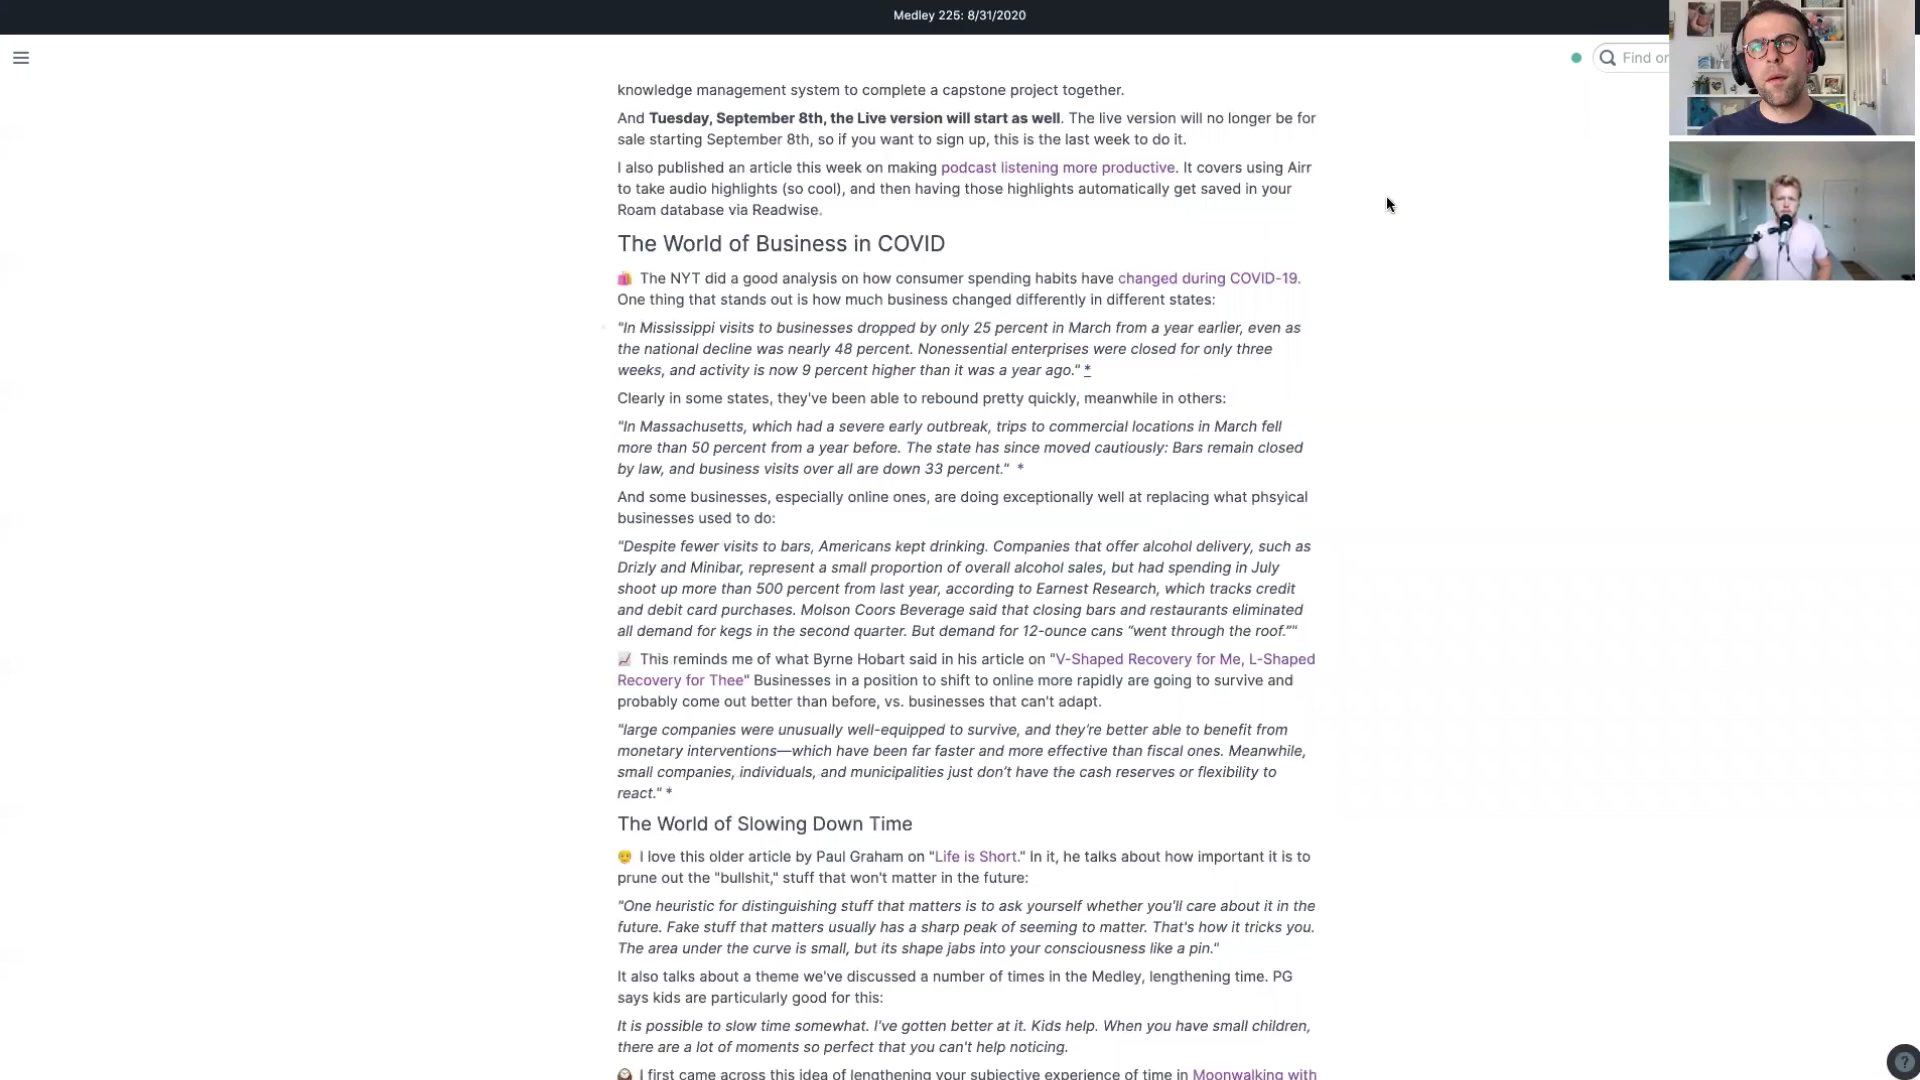 Medley 225: 8/31/2020
Find or
knowledge management system to complete a capstone project together.
And Tuesday, September 8th, the Live version will start as well. The live version will no longer be for
sale starting September 8th, so if you want to sign up, this is the last week to do it.
I also published an article this week on making podcast listening more productive. It covers using Airr
to take audio highlights (so cool), and then having those highlights automatically get saved in your
Roam database via Readwise.
The World of Business in COVID
🛍️ The NYT did a good analysis on how consumer spending habits have changed during COVID-19.
One thing that stands out is how much business changed differently in different states:
"In Mississippi visits to businesses dropped by only 25 percent in March from a year earlier, even as
the national decline was nearly 48 percent. Nonessential enterprises were closed for only three
weeks, and activity is now 9 percent higher than it was a year ago." *
Clearly in some states, they've been able to rebound pretty quickly, meanwhile in others:
"In Massachusetts, which had a severe early outbreak, trips to commercial locations in March fell
more than 50 percent from a year before. The state has since moved cautiously: Bars remain closed
by law, and business visits over all are down 33 percent." *
And some businesses, especially online ones, are doing exceptionally well at replacing what phsyical
businesses used to do:
"Despite fewer visits to bars, Americans kept drinking. Companies that offer alcohol delivery, such as
Drizly and Minibar, represent a small proportion of overall alcohol sales, but had spending in July
shoot up more than 500 percent from last year, according to Earnest Research, which tracks credit
and debit card purchases. Molson Coors Beverage said that closing bars and restaurants eliminated
all demand for kegs in the second quarter. But demand for 12-ounce cans “went through the roof.”"
📈 This reminds me of what Byrne Hobart said in his article on "V-Shaped Recovery for Me, L-Shaped
Recovery for Thee" Businesses in a position to shift to online more rapidly are going to survive and
probably come out better than before, vs. businesses that can't adapt.
"large companies were unusually well-equipped to survive, and they’re better able to benefit from
monetary interventions—which have been far faster and more effective than fiscal ones. Meanwhile,
small companies, individuals, and municipalities just don’t have the cash reserves or flexibility to
react." *
The World of Slowing Down Time
👴 I love this older article by Paul Graham on "Life is Short." In it, he talks about how important it is to
prune out the "bullshit," stuff that won't matter in the future:
"One heuristic for distinguishing stuff that matters is to ask yourself whether you'll care about it in the
future. Fake stuff that matters usually has a sharp peak of seeming to matter. That's how it tricks you.
The area under the curve is small, but its shape jabs into your consciousness like a pin."
It also talks about a theme we've discussed a number of times in the Medley, lengthening time. PG
says kids are particularly good for this:
It is possible to slow time somewhat. I've gotten better at it. Kids help. When you have small children,
there are a lot of moments so perfect that you can't help noticing.
🕰️ I first came across this idea of lengthening your subjective experience of time in Moonwalking with
?